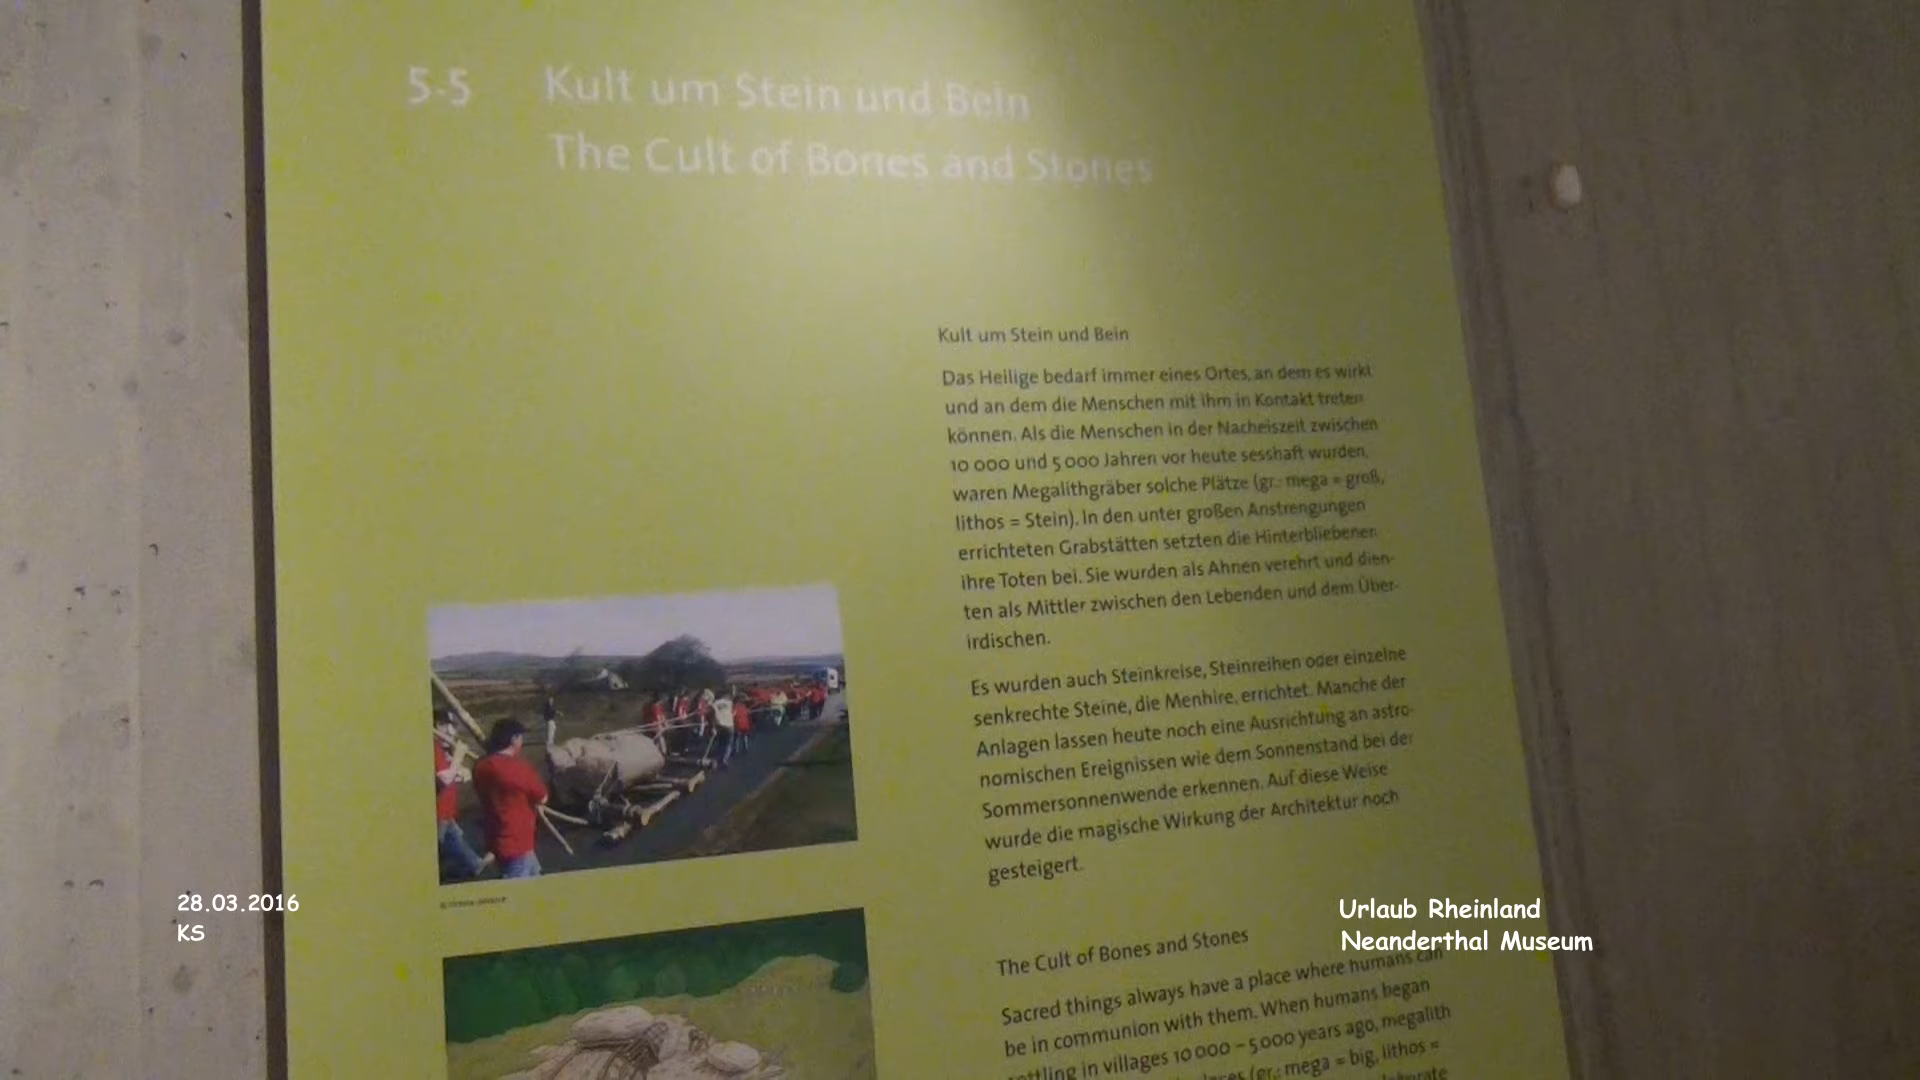 5.5 Kult um Stein und Bein
The Cult of Bones and Stones
Kult um Stein und Bein
Das Heilige bedarf immer eines Ortes, an dem es wirkt
und an dem die Menschen mit ihm in Kontakt treten
können. Als die Menschen in der Nacheiszeit zwischen
10 000 und 5 000 Jahren vor heute sesshaft wurden,
waren Megalithgräber solche Plätze (gr.: mega = groß,
lithos = Stein). In den unter großen Anstrengungen
errichteten Grabstätten setzten die Hinterbliebenen
ihre Toten bei. Sie wurden als Ahnen verehrt und dien-
ten als Mittler zwischen den Lebenden und dem Über-
irdischen.
Es wurden auch Steinkreise, Steinreihen oder einzelne
senkrechte Steine, die Menhire, errichtet. Manche der
Anlagen lassen heute noch eine Ausrichtung an astro-
nomischen Ereignissen wie dem Sonnenstand bei der
Sommersonnenwende erkennen. Auf diese Weise
wurde die magische Wirkung der Architektur noch
gesteigert.
The Cult of Bones and Stones
Sacred things always have a place where humans can
be in communion with them. When humans began
settling in villages 10 000 – 5 000 years ago, megalith
(gr.: mega = big, lithos =
28.03.2016
KS
Urlaub Rheinland
Neanderthal Museum